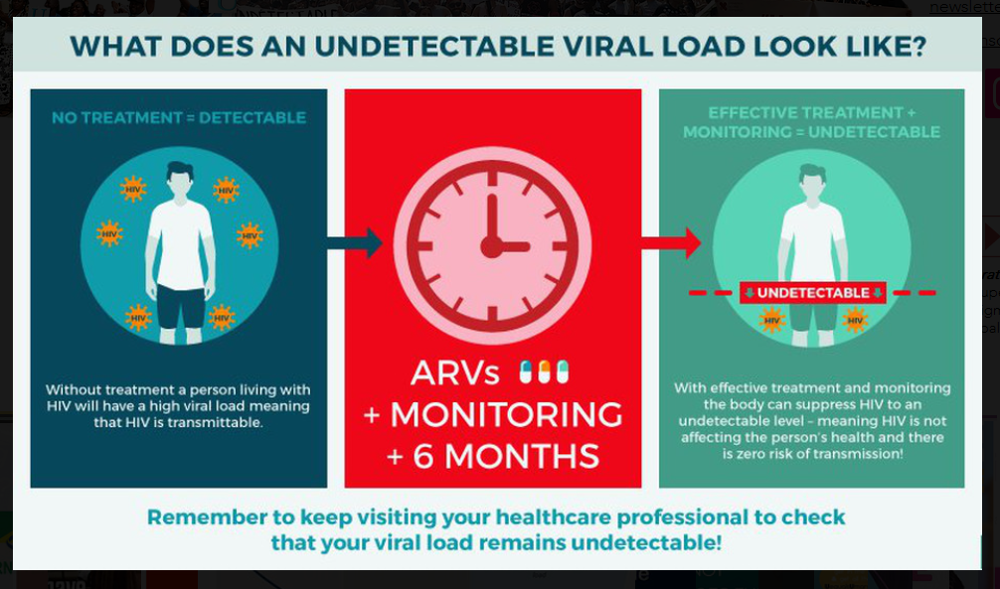 newsletter
WHAT DOES AN UNDETECTABLE VIRAL LOAD LOOK LIKE?
NO TREATMENT = DETECTABLE
HIV
HIV
HIV
HIV
HIV
HIV
Without treatment a person living with
HIV will have a high viral load meaning
that HIV is transmittable.
ARVs
+ MONITORING
+ 6 MONTHS
EFFECTIVE TREATMENT +
MONITORING = UNDETECTABLE
UNDETECTABLE
HIV
HIV
With effective treatment and monitoring
the body can suppress HIV to an
undetectable level – meaning HIV is not
affecting the person's health and there
is zero risk of transmission!
Remember to keep visiting your healthcare professional to check
that your viral load remains undetectable!